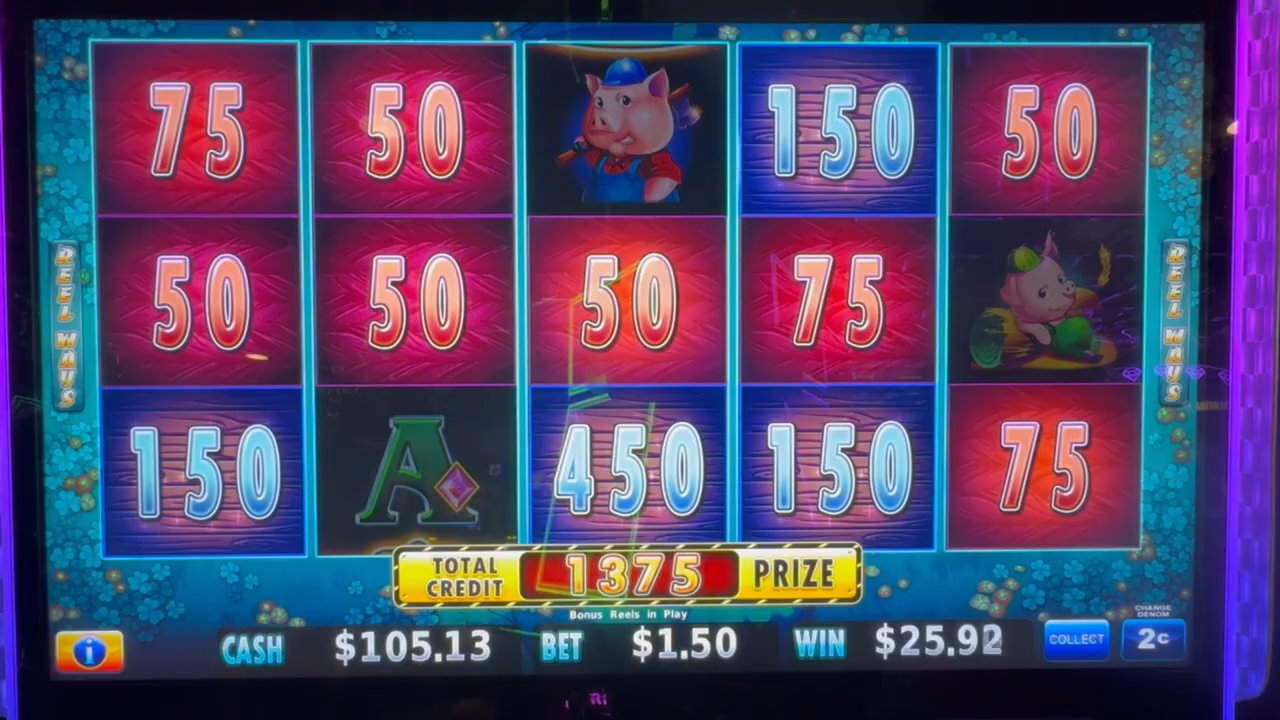 75 50 150 50
50 50 50 75
150 A 450 150 75
REEL WAYS
REEL WAYS
TOTAL CREDIT 1375 PRIZE
Bonus Reels in Play
CASH $105.13 BET $1.50 WIN $25.92
COLLECT
CHANGE DENOM
2¢